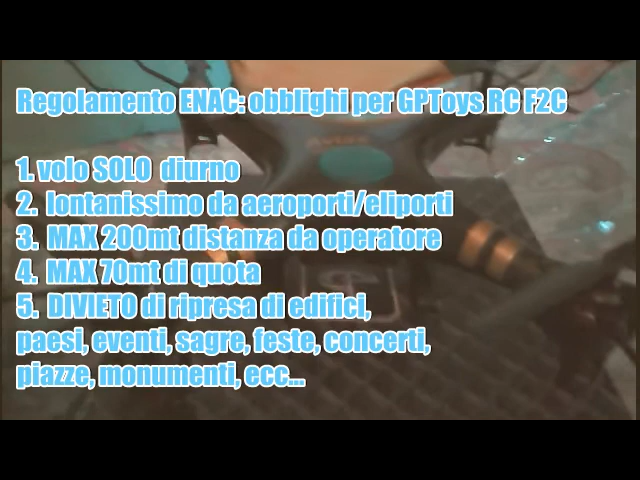 Regolamento ENAC: obblighi per GPToys RC F2C
1. volo SOLO diurno
2. lontanissimo da aeroporti/eliporti
3. MAX 200mt distanza da operatore
4. MAX 70mt di quota
5. DIVIETO di ripresa di edifici,
paesi, eventi, sagre, feste, concerti,
piazze, monumenti, ecc...